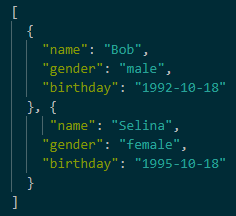 [
  {
    "name": "Bob",
    "gender": "male",
    "birthday": "1992-10-18"
  }, {
     "name": "Selina",
    "gender": "female",
    "birthday": "1995-10-18"
  }
]